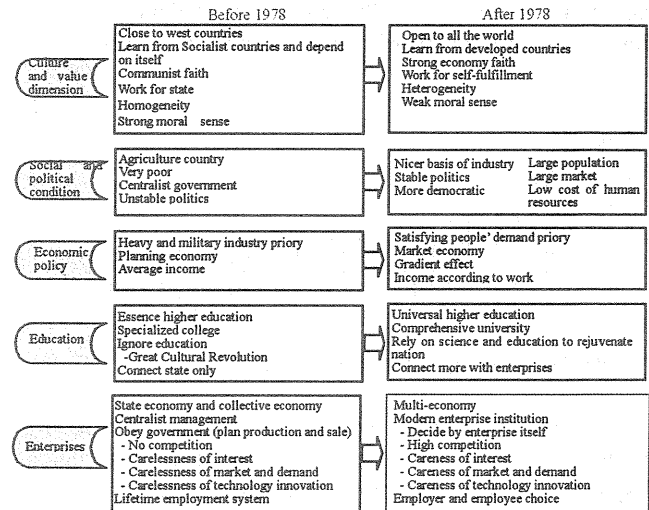 Before 1978
After 1978
Culture
and value
dimension
Close to west countries
Learn from Socialist countries and depend
on itself
Communist faith
Work for state
Homogeneity
Strong moral sense
Open to all the world
Learn from developed countries
Strong economy faith
Work for self-fulfillment
Heterogeneity
Weak moral sense
Social and
political
condition
Agriculture country
Very poor
Centralist government
Unstable politics
Nicer basis of industry
Stable politics
More democratic
Large population
Large market
Low cost of human
resources
Economic
policy
Heavy and military industry priory
Planning economy
Average income
Satisfying people' demand priory
Market economy
Gradient effect
Income according to work
Education
Essence higher education
Specialized college
Ignore education
-Great Cultural Revolution
Connect state only
Universal higher education
Comprehensive university
Rely on science and education to rejuvenate
nation
Connect more with enterprises
Enterprises
State economy and collective economy
Centralist management
Obey government (plan production and sale)
- No competition
- Carelessness of interest
- Carelessness of market and demand
- Carelessness of technology innovation
Lifetime employment system
Multi-economy
Modern enterprise institution
- Decide by enterprise itself
- High competition
- Careness of interest
- Careness of market and demand
- Careness of technology innovation
Employer and employee choice